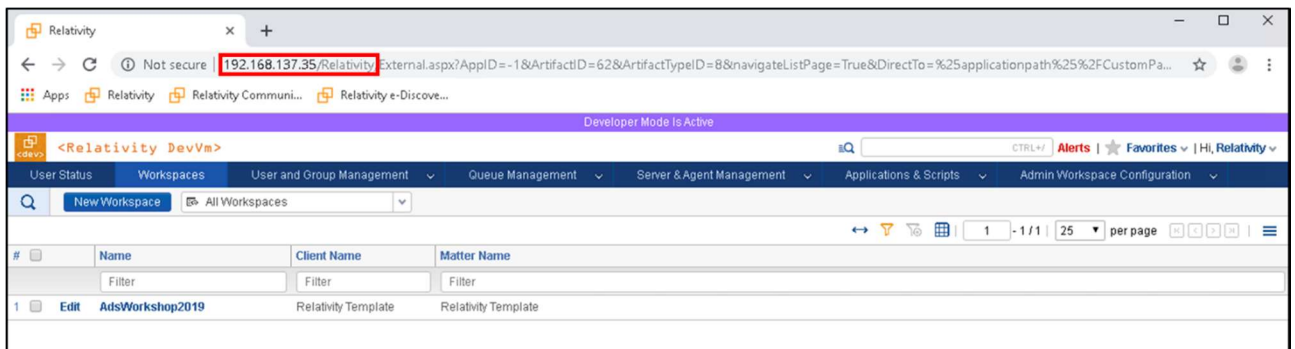 Relativity
Not secure | 192.168.137.35/Relativity/External.aspx?AppID=-1&ArtifactID=62&ArtifactTypeID=8&navigateListPage=True&DirectTo=%25applicationpath%25%2FCustomPa...
Apps Relativity Relativity Communi... Relativity e-Discove...
Developer Mode Is Active
<dev> <Relativity DevVm> CTRL+/ Alerts | Favorites | Hi, Relativity
User Status Workspaces User and Group Management Queue Management Server & Agent Management Applications & Scripts Admin Workspace Configuration
New Workspace All Workspaces
1 - 1 / 1 | 25 per page
# Name Client Name Matter Name
Filter Filter Filter
1 Edit AdsWorkshop2019 Relativity Template Relativity Template